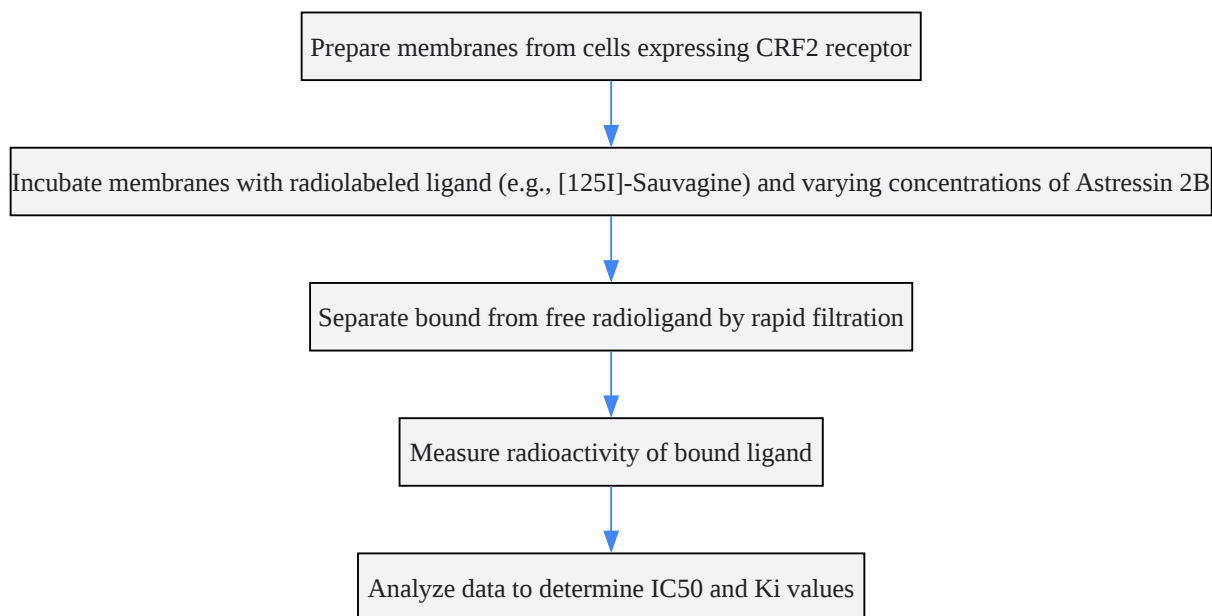 Prepare membranes from cells expressing CRF2 receptor
Incubate membranes with radiolabeled ligand (e.g., [125I]-Sauvagine) and varying concentrations of Astressin 2B
Separate bound from free radioligand by rapid filtration
Measure radioactivity of bound ligand
Analyze data to determine IC50 and Ki values